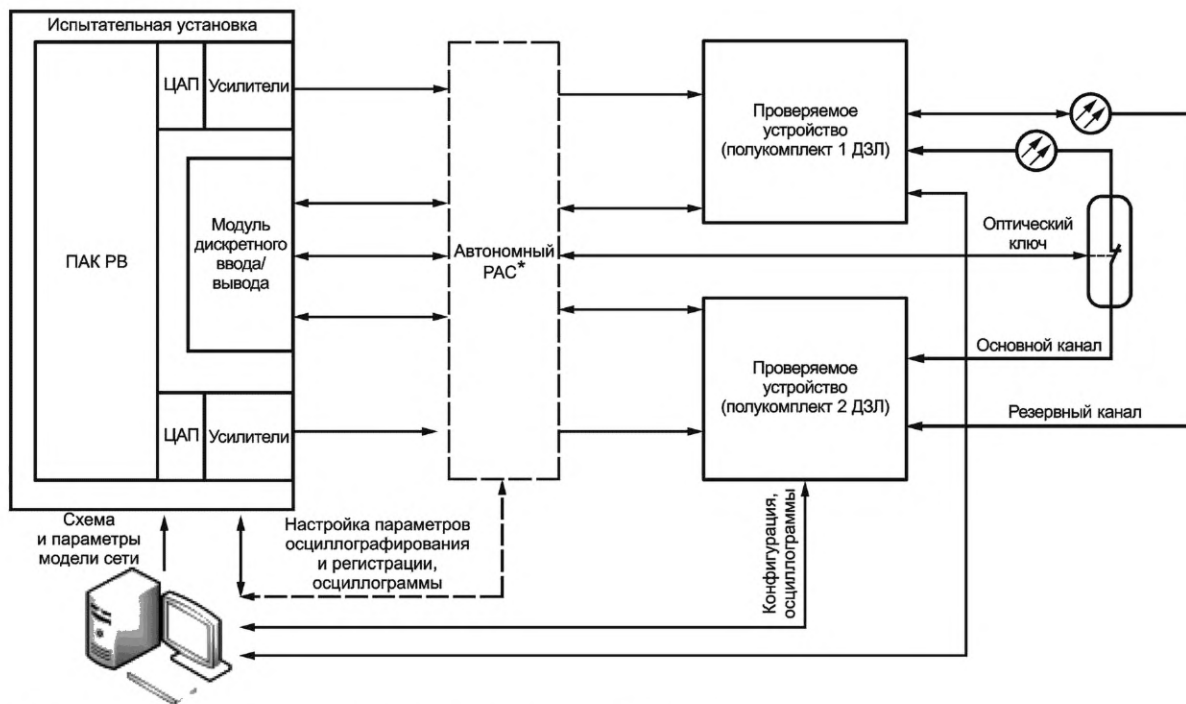 Испытательная установка
ЦАП
Усилители
ПАК РВ
Модуль
дискретного
ввода/
вывода
ЦАП
Усилители
Автономный
РАС*
Проверяемое
устройство
(полукомплект 1 ДЗЛ)
Оптический
ключ
Проверяемое
устройство
(полукомплект 2 ДЗЛ)
Основной канал
Резервный канал
Схема
и параметры
модели сети
Настройка параметров
осциллографирования
и регистрации,
осциллограммы
Конфигурация,
осциллограммы